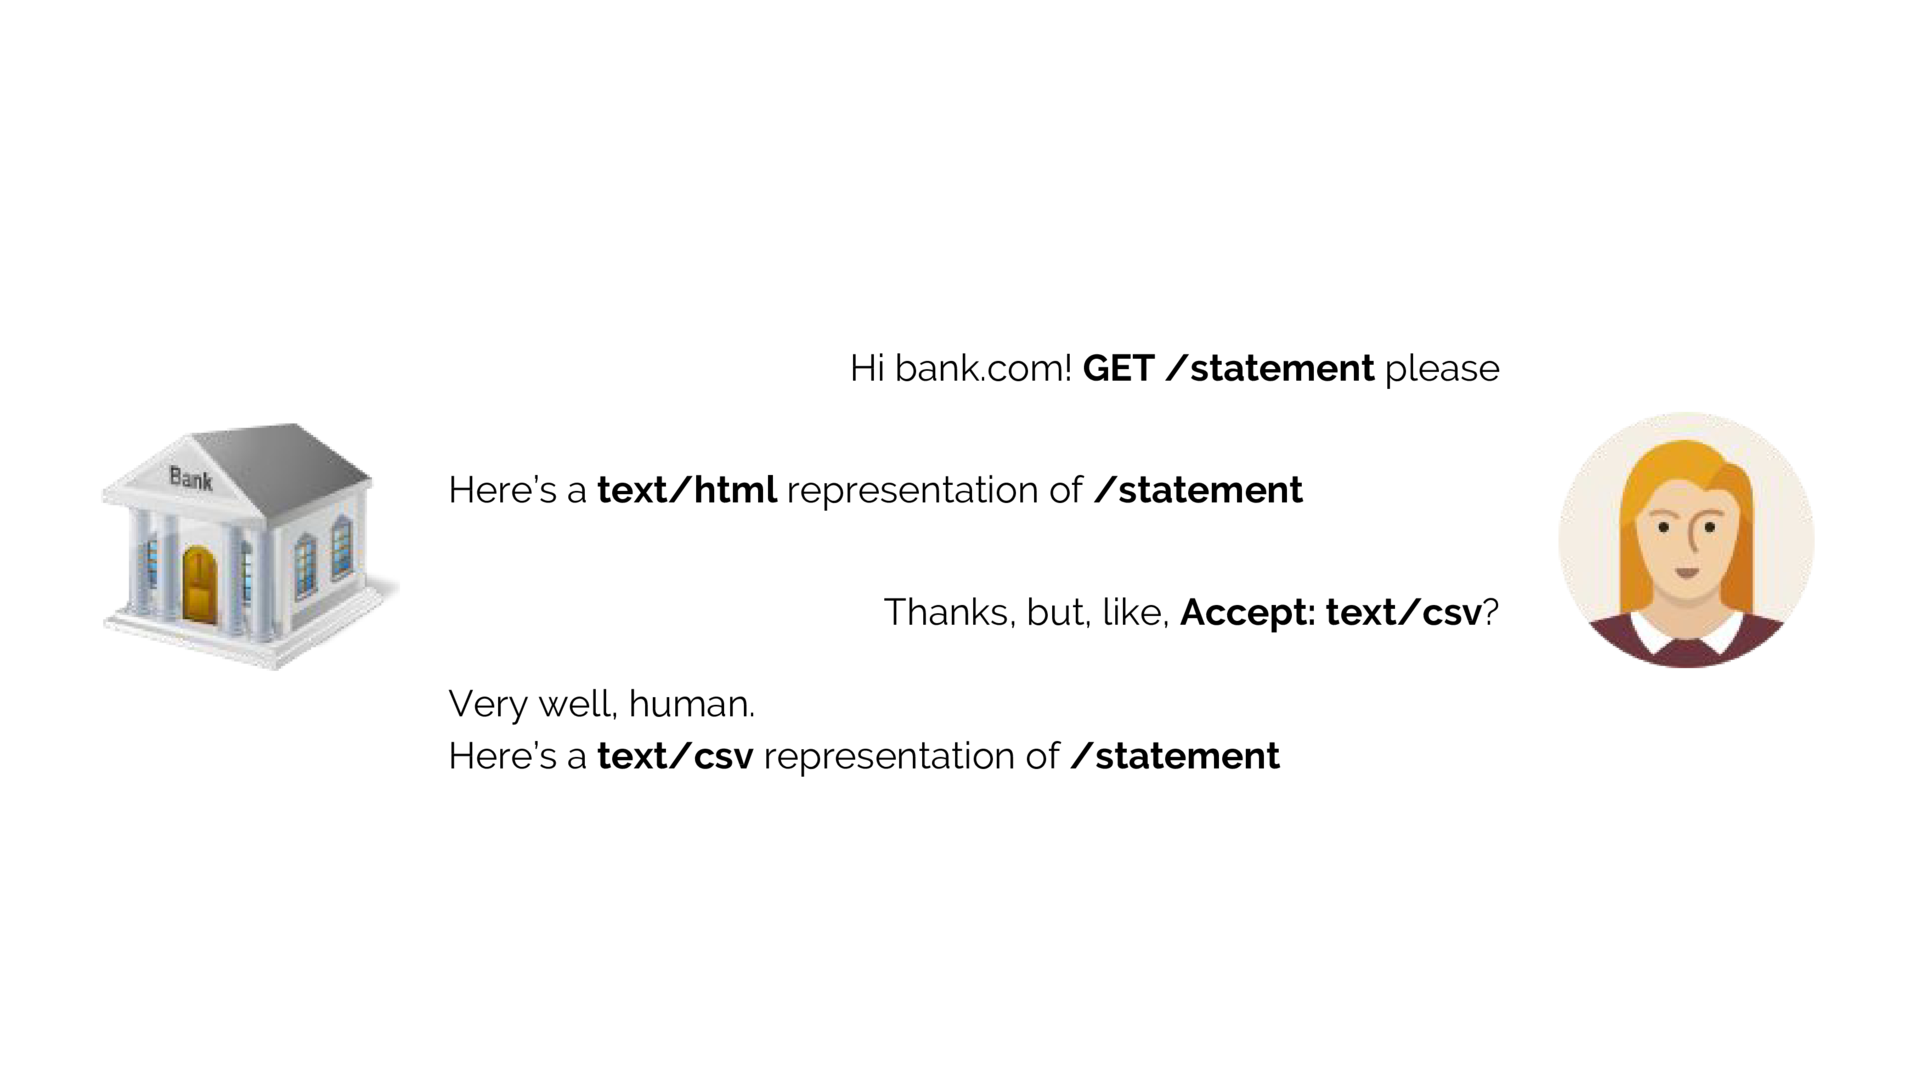 Hi bank.com! GET /statement please
Bank
Here’s a text/html representation of /statement
Thanks, but, like, Accept: text/csv?
Very well, human.
Here’s a text/csv representation of /statement